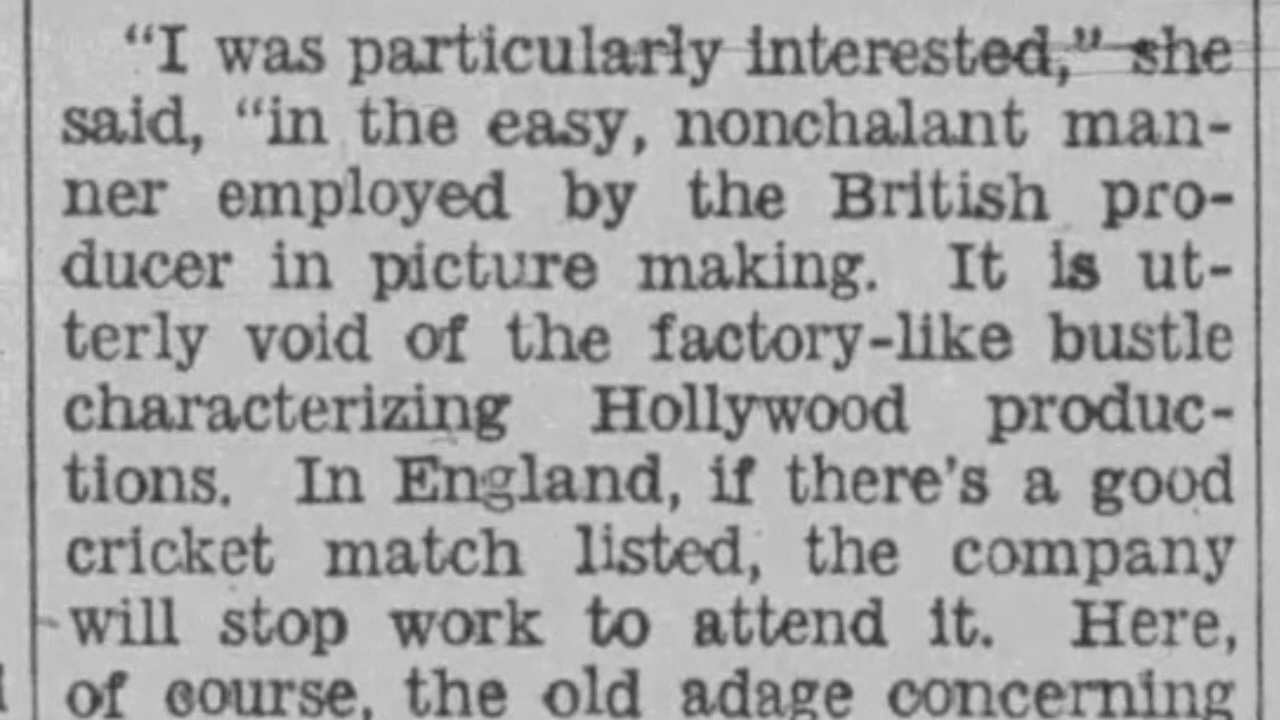 “I was particularly interested,” she
said, “in the easy, nonchalant man-
ner employed by the British pro-
ducer in picture making. It is ut-
terly void of the factory-like bustle
characterizing Hollywood produc-
tions. In England, if there's a good
cricket match listed, the company
will stop work to attend it. Here,
of course, the old adage concerning